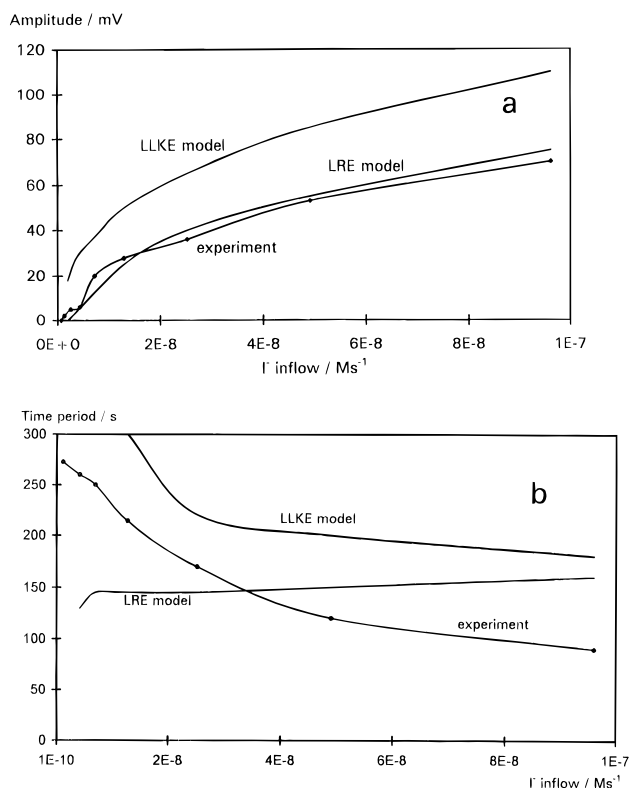 Amplitude / mV
120
100
a
80
LLKE model
LRE model
60
40
experiment
20
0
0E+0 2E-8 4E-8 6E-8 8E-8 1E-7
I⁻ inflow / Ms⁻¹
Time period / s
300
250
b
LLKE model
200
150
LRE model
experiment
100
50
0
1E-10 2E-8 4E-8 6E-8 8E-8 1E-7
I⁻ inflow / Ms⁻¹